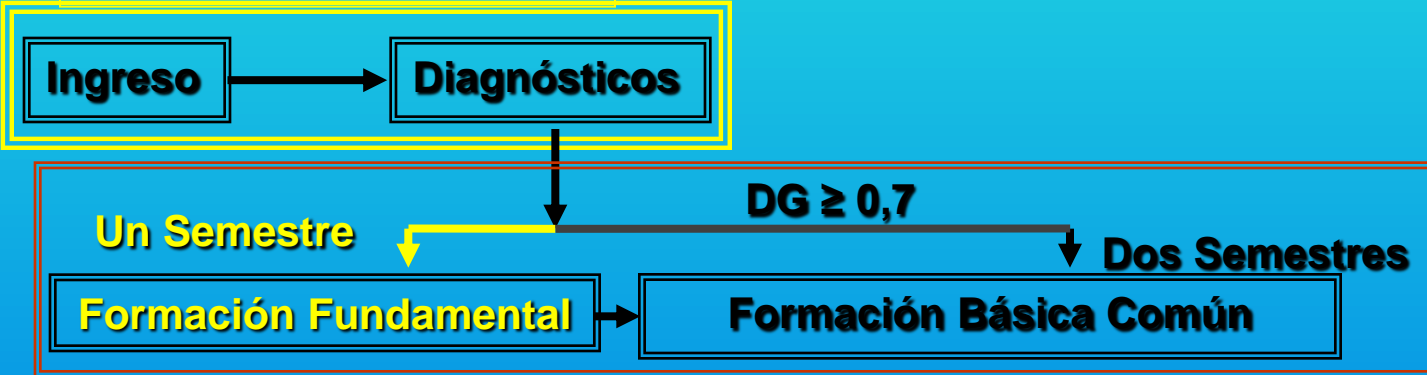 Ingreso
Diagnósticos
DG ≥ 0,7
Un Semestre
Dos Semestres
Formación Fundamental
Formación Básica Común